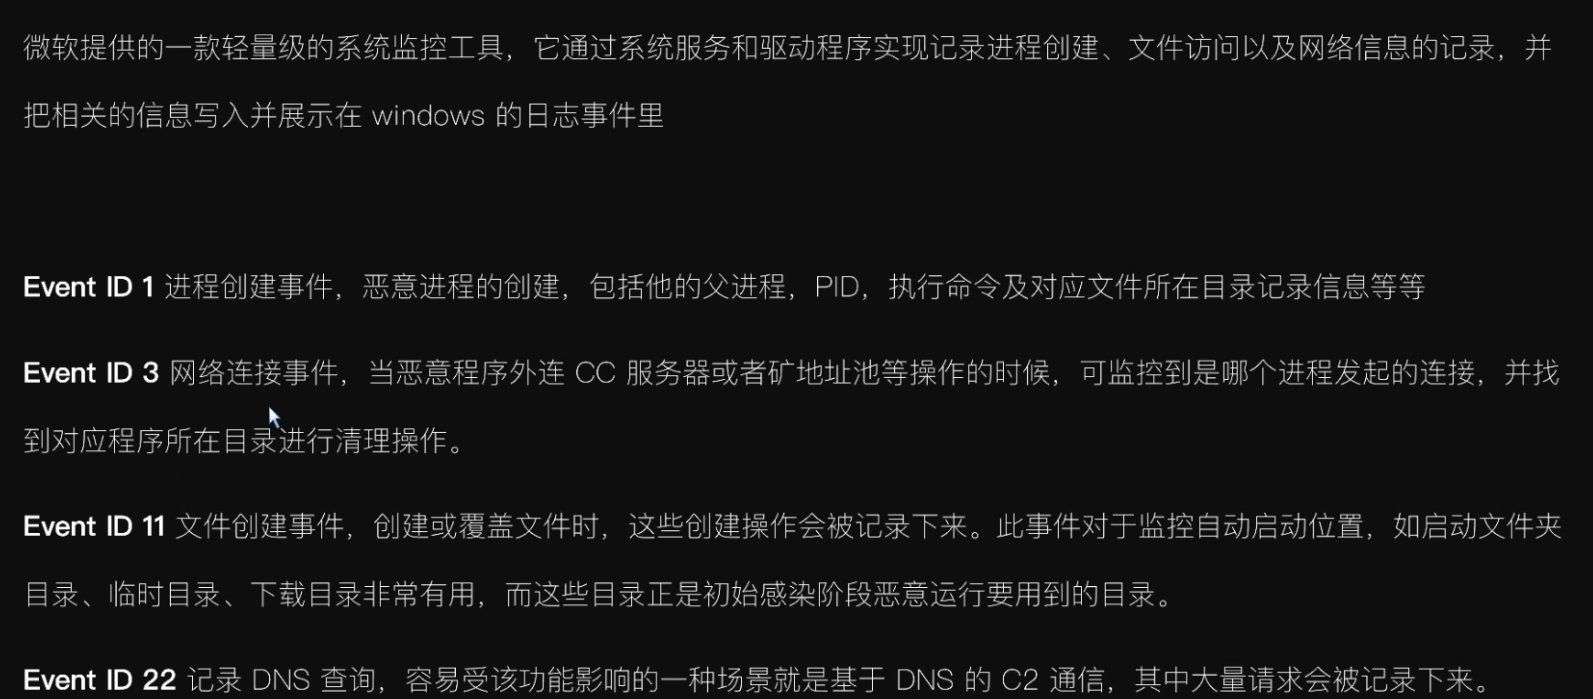 微软提供的一款轻量级的系统监控工具，它通过系统服务和驱动程序实现记录进程创建、文件访问以及网络信息的记录，并
把相关的信息写入并展示在 windows 的日志事件里
Event ID 1 进程创建事件，恶意进程的创建，包括他的父进程，PID，执行命令及对应文件所在目录记录信息等等
Event ID 3 网络连接事件，当恶意程序外连 CC 服务器或者矿地址池等操作的时候，可监控到是哪个进程发起的连接，并找
到对应程序所在目录进行清理操作。
Event ID 11 文件创建事件，创建或覆盖文件时，这些创建操作会被记录下来。此事件对于监控自动启动位置，如启动文件夹
目录、临时目录、下载目录非常有用，而这些目录正是初始感染阶段恶意运行要用到的目录。
Event ID 22 记录 DNS 查询，容易受该功能影响的一种场景就是基于 DNS 的 C2 通信，其中大量请求会被记录下来。